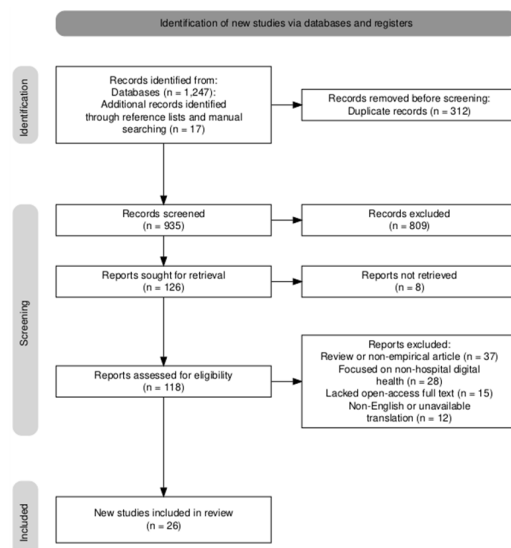 Identification of new studies via databases and registers
Identification
Records identified from:
Databases (n = 1,247):
Additional records identified
through reference lists and manual
searching (n = 17)
Records removed before screening:
Duplicate records (n = 312)
Screening
Records screened
(n = 935)
Records excluded
(n = 809)
Reports sought for retrieval
(n = 126)
Reports not retrieved
(n = 8)
Reports assessed for eligibility
(n = 118)
Reports excluded:
Review or non-empirical article (n = 37)
Focused on non-hospital digital
health (n = 28)
Lacked open-access full text (n = 15)
Non-English or unavailable
translation (n = 12)
Included
New studies included in review
(n = 26)